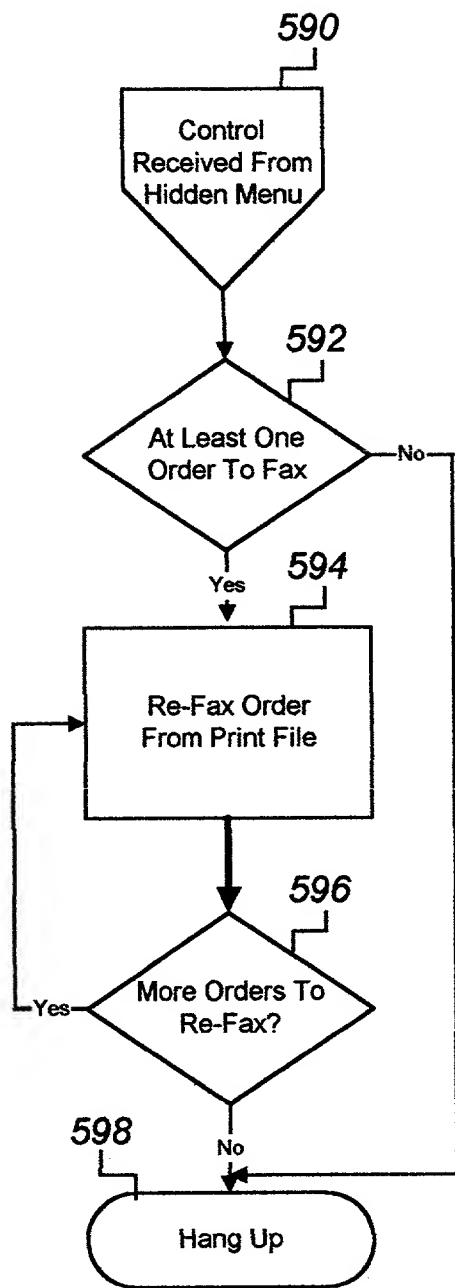 590
Control
Received From
Hidden Menu
592
At Least One
Order To Fax
No
Yes
594
Re-Fax Order
From Print File
596
More Orders To
Re-Fax?
Yes
No
598
Hang Up